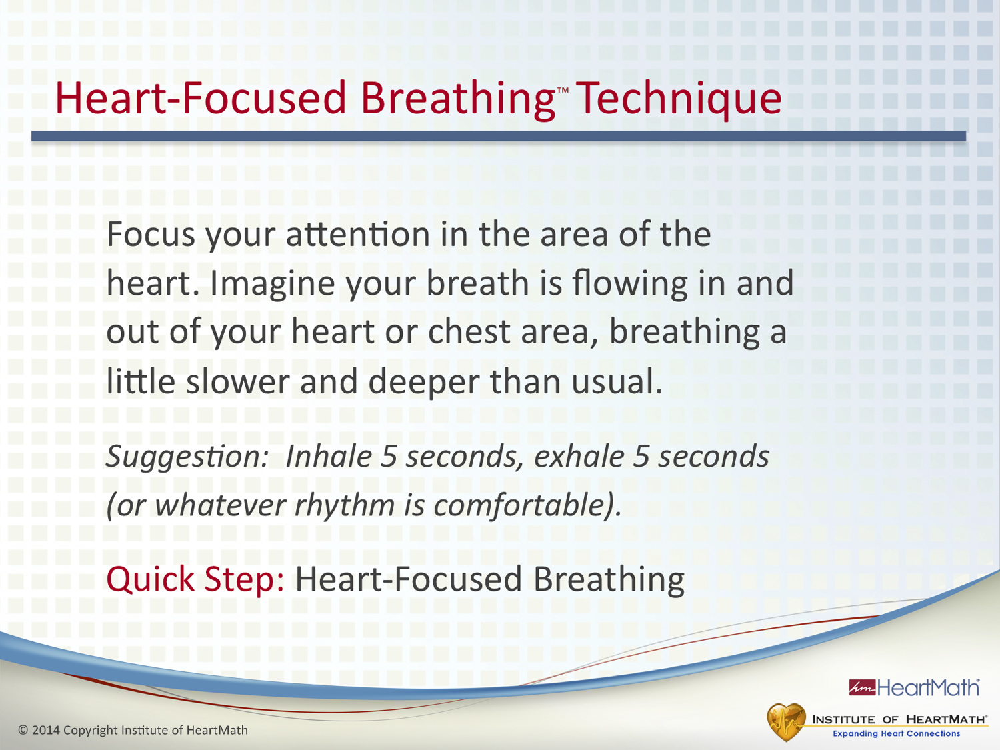 Heart-Focused Breathing™ Technique
Focus your attention in the area of the
heart. Imagine your breath is flowing in and
out of your heart or chest area, breathing a
little slower and deeper than usual.
Suggestion:  Inhale 5 seconds, exhale 5 seconds
(or whatever rhythm is comfortable).
Quick Step: Heart-Focused Breathing
hm HeartMath®
INSTITUTE OF HEARTMATH®
Expanding Heart Connections
© 2014 Copyright Institute of HeartMath